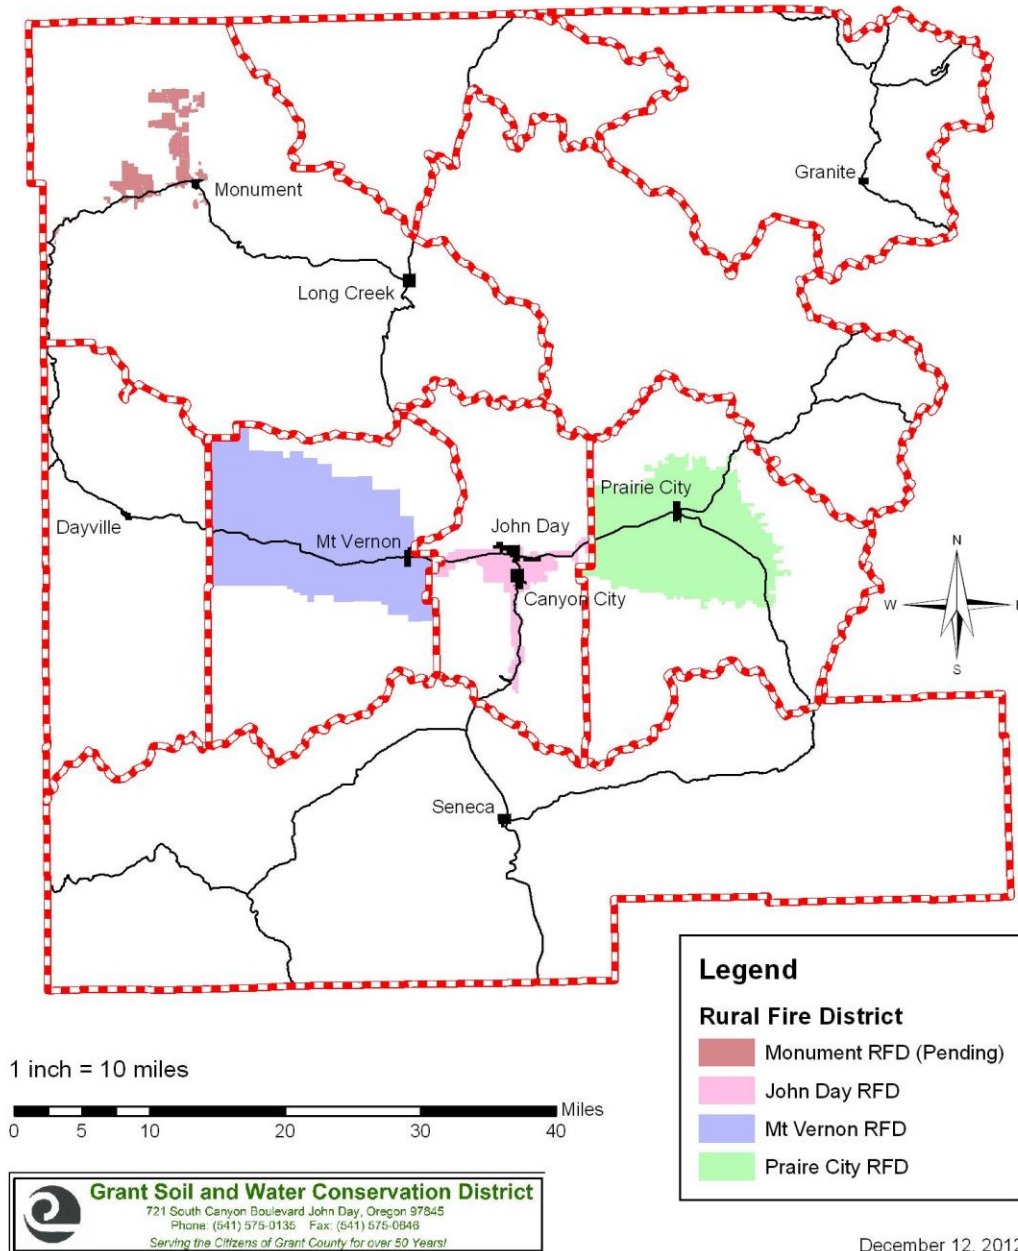 Granite
Monument
Long Creek
Prairie City
Dayville
John Day
Mt Vernon
Canyon City
N
W
E
S
Seneca
Legend
Rural Fire District
Monument RFD (Pending)
John Day RFD
Mt Vernon RFD
Praire City RFD
1 inch = 10 miles
Miles
0 5 10 20 30 40
Grant Soil and Water Conservation District
721 South Canyon Boulevard John Day, Oregon 97845
Phone: (541) 575-0135 Fax: (541) 575-0646
Serving the Citizens of Grant County for over 50 Years!
December 12, 2012